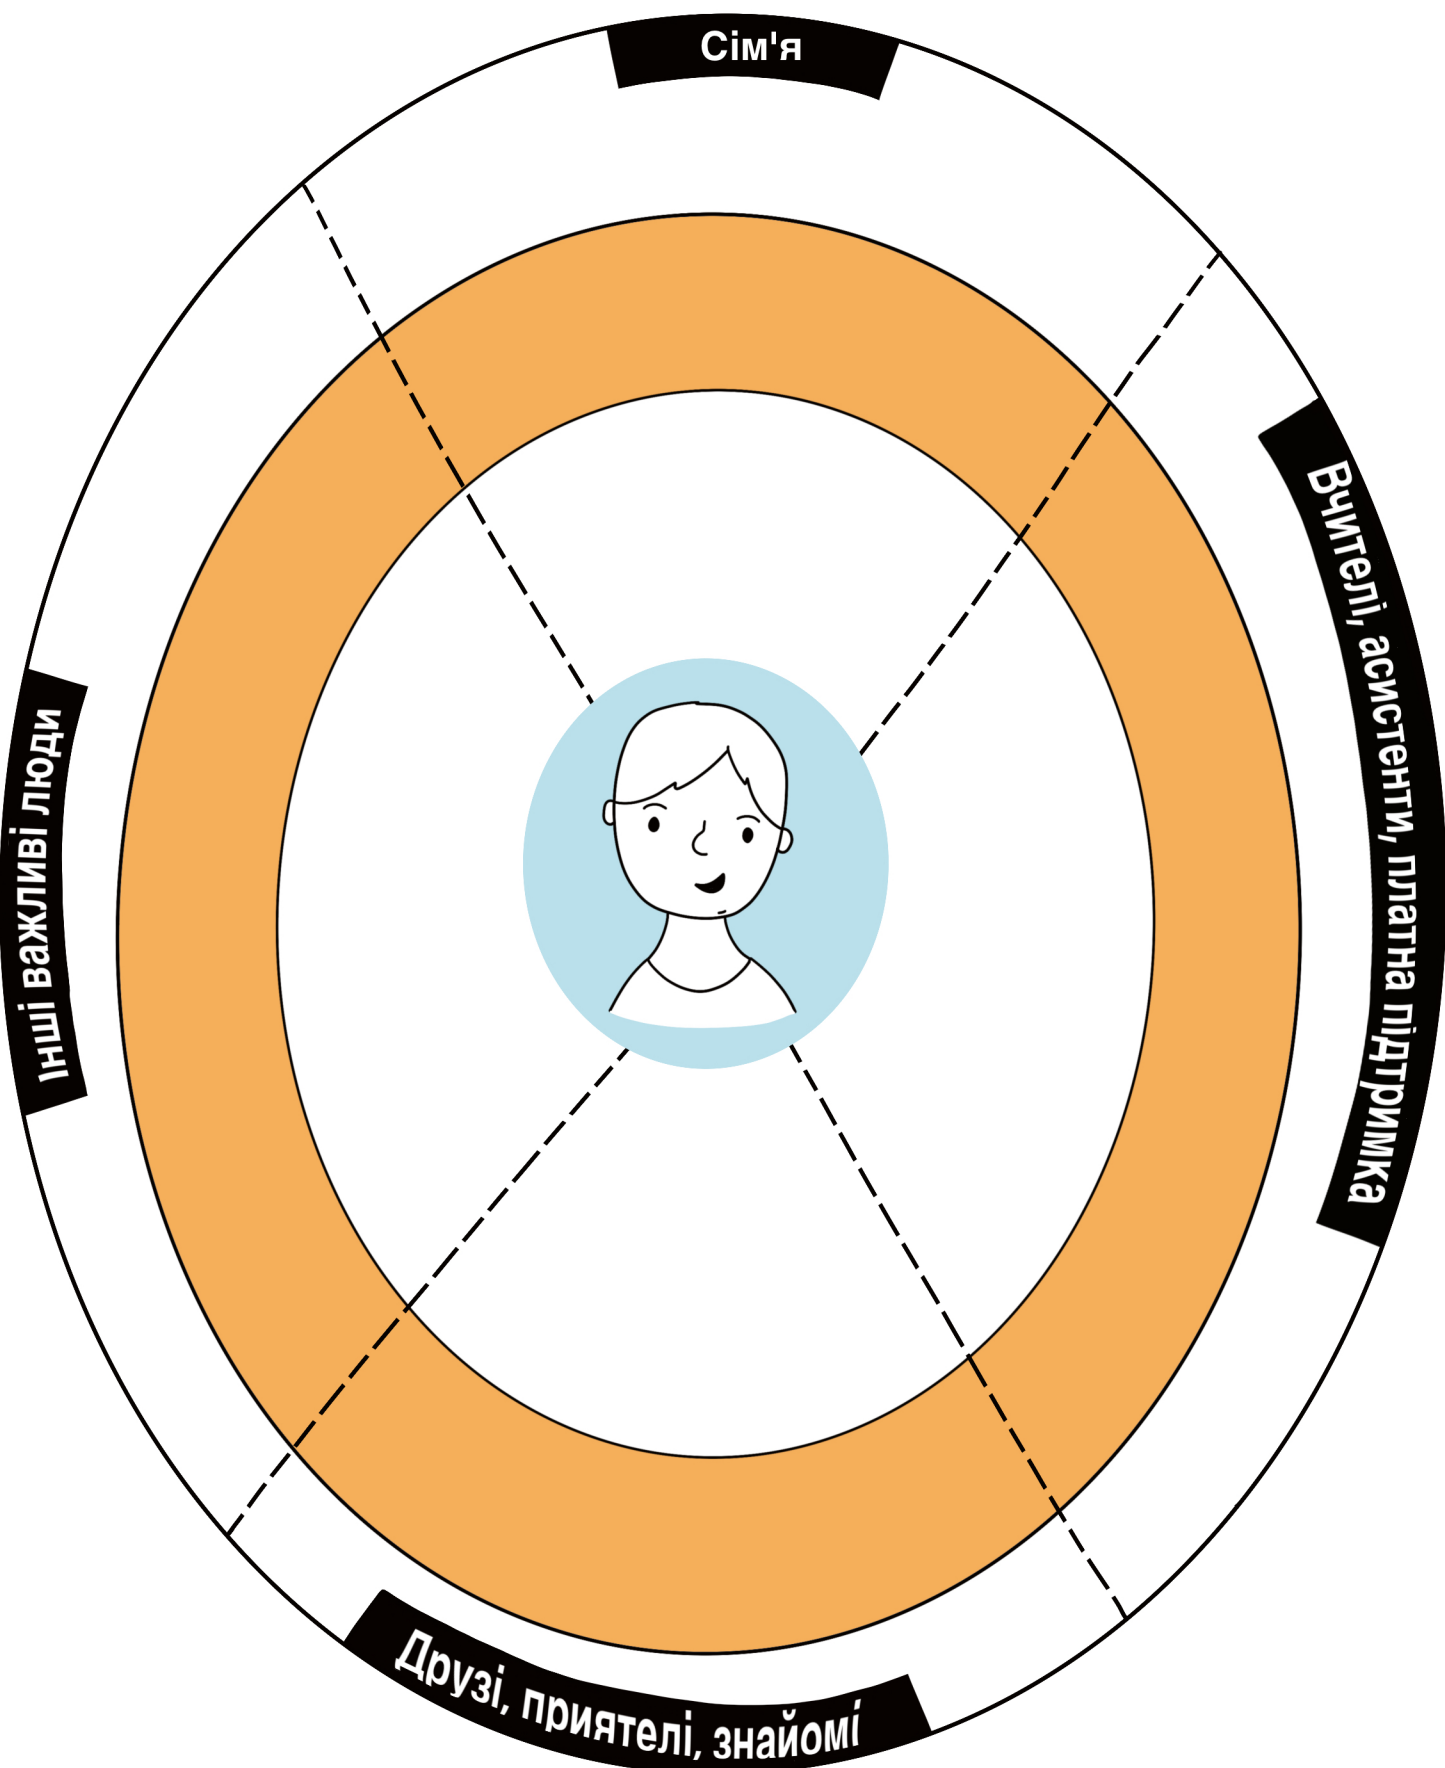 Сім'я
Вчителі, асистенти, платна підтримка
Інші важливі люди
Друзі, приятелі, знайомі